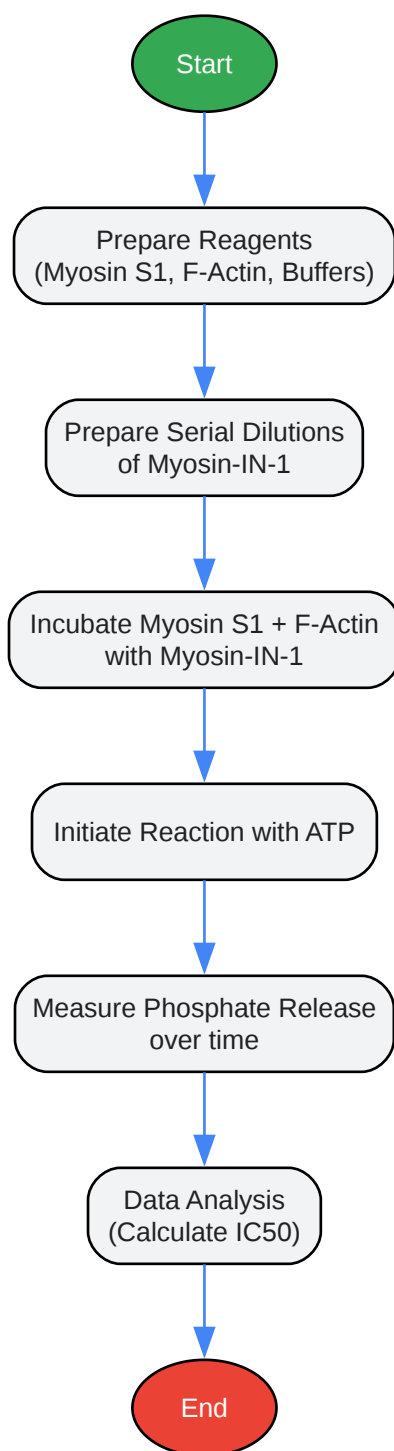 Start
Prepare Reagents
(Myosin S1, F-Actin, Buffers)
Prepare Serial Dilutions
of Myosin-IN-1
Incubate Myosin S1 + F-Actin
with Myosin-IN-1
Initiate Reaction with ATP
Measure Phosphate Release
over time
Data Analysis
(Calculate IC50)
End